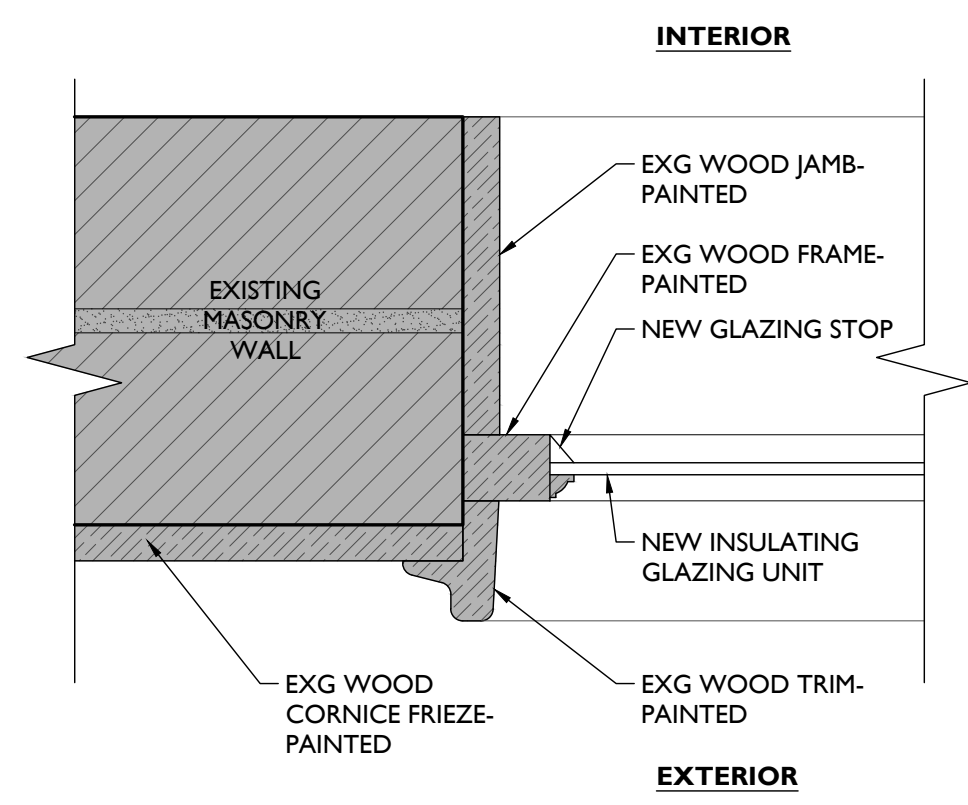 INTERIOR
EXG WOOD JAMB-
PAINTED
EXG WOOD FRAME-
PAINTED
NEW GLAZING STOP
EXISTING
MASONRY
WALL
NEW INSULATING
GLAZING UNIT
EXG WOOD
CORNICE FRIEZE-
PAINTED
EXG WOOD TRIM-
PAINTED
EXTERIOR